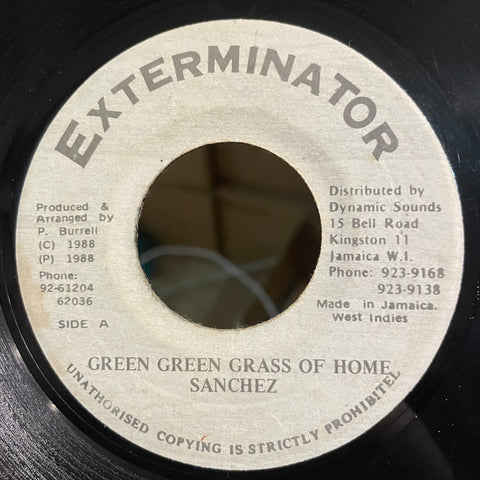 EXTERMINATOR
Produced &
Arranged by
P. Burrell
(C) 1988
(P) 1988
Phone:
92-61204
62036
SIDE A
Distributed by
Dynamic Sounds
15 Bell Road
Kingston 11
Jamaica W.I.
Phone: 923-9168
923-9138
Made in Jamaica.
West Indies
GREEN GREEN GRASS OF HOME
SANCHEZ
UNATHORISED COPYING IS STRICTLY PROHIBITEL